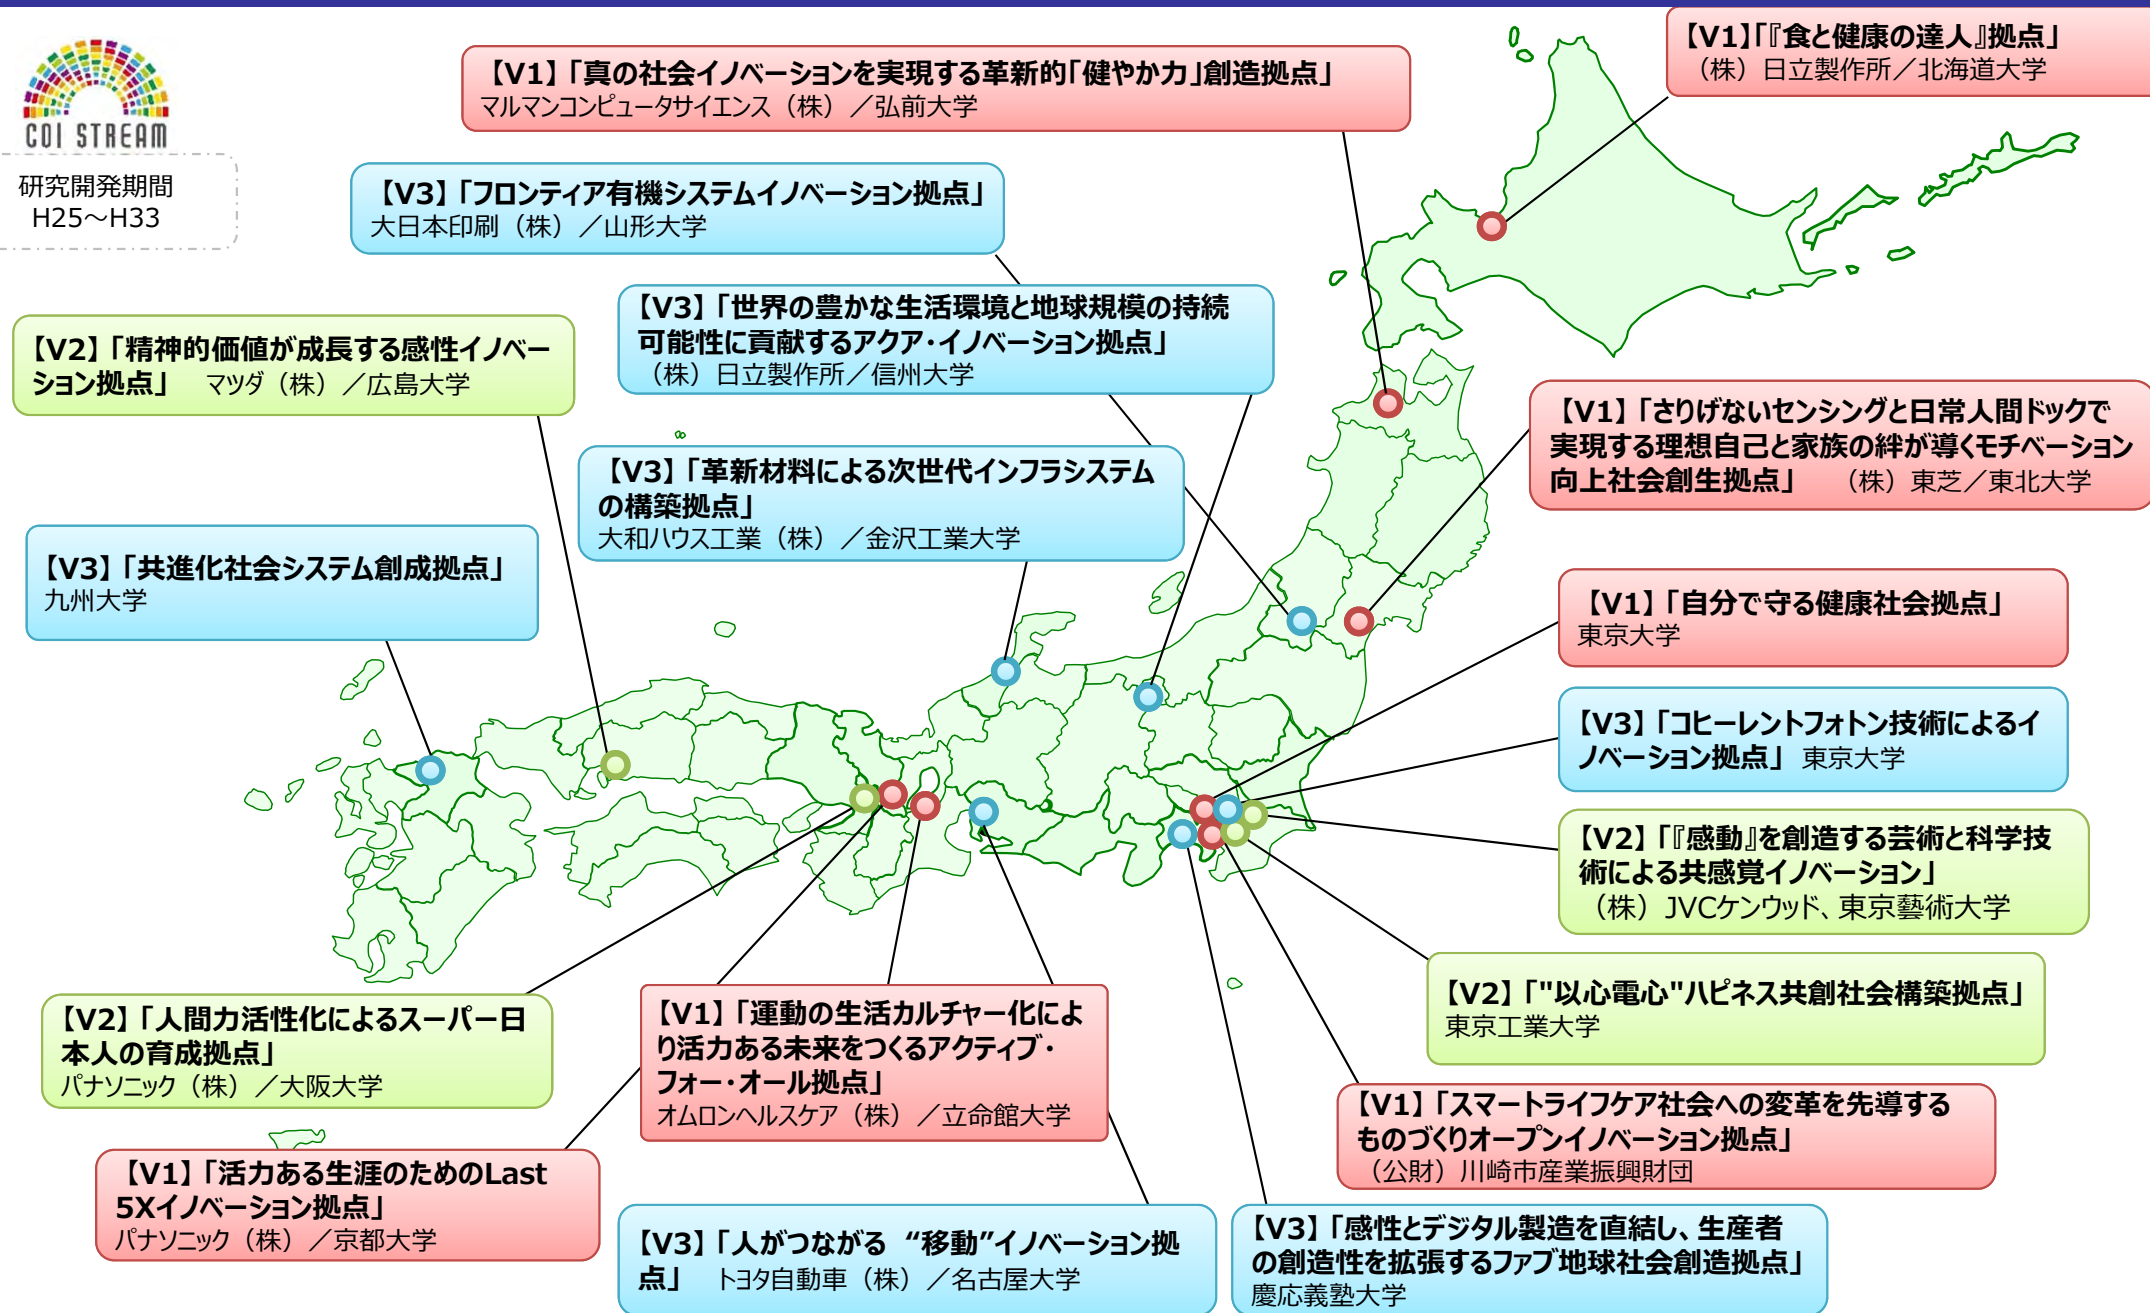 COI STREAM
研究開発期間
H25～H33
【V1】「真の社会イノベーションを実現する革新的「健やか力」創造拠点」
マルマンコンピュータサイエンス（株）／弘前大学
【V1】「『食と健康の達人』拠点」
（株）日立製作所／北海道大学
【V3】「フロンティア有機システムイノベーション拠点」
大日本印刷（株）／山形大学
【V3】「世界の豊かな生活環境と地球規模の持続
可能性に貢献するアクア・イノベーション拠点」
（株）日立製作所／信州大学
【V2】「精神的価値が成長する感性イノベー
ション拠点」　マツダ（株）／広島大学
【V1】「さりげないセンシングと日常人間ドックで
実現する理想自己と家族の絆が導くモチベーション
向上社会創生拠点」　（株）東芝／東北大学
【V3】「革新材料による次世代インフラシステム
の構築拠点」
大和ハウス工業（株）／金沢工業大学
【V3】「共進化社会システム創成拠点」
九州大学
【V1】「自分で守る健康社会拠点」
東京大学
【V3】「コヒーレントフォトン技術によるイ
ノベーション拠点」 東京大学
【V2】「『感動』を創造する芸術と科学技
術による共感覚イノベーション」
（株）JVCケンウッド、東京藝術大学
【V2】「"以心電心"ハピネス共創社会構築拠点」
東京工業大学
【V2】「人間力活性化によるスーパー日
本人の育成拠点」
パナソニック（株）／大阪大学
【V1】「運動の生活カルチャー化によ
り活力ある未来をつくるアクティブ・
フォー・オール拠点」
オムロンヘルスケア（株）／立命館大学
【V1】「スマートライフケア社会への変革を先導する
ものづくりオープンイノベーション拠点」
（公財）川崎市産業振興財団
【V1】「活力ある生涯のためのLast
5Xイノベーション拠点」
パナソニック（株）／京都大学
【V3】「人がつながる “移動”イノベーション拠
点」　トヨタ自動車（株）／名古屋大学
【V3】「感性とデジタル製造を直結し、生産者
の創造性を拡張するファブ地球社会創造拠点」
慶応義塾大学